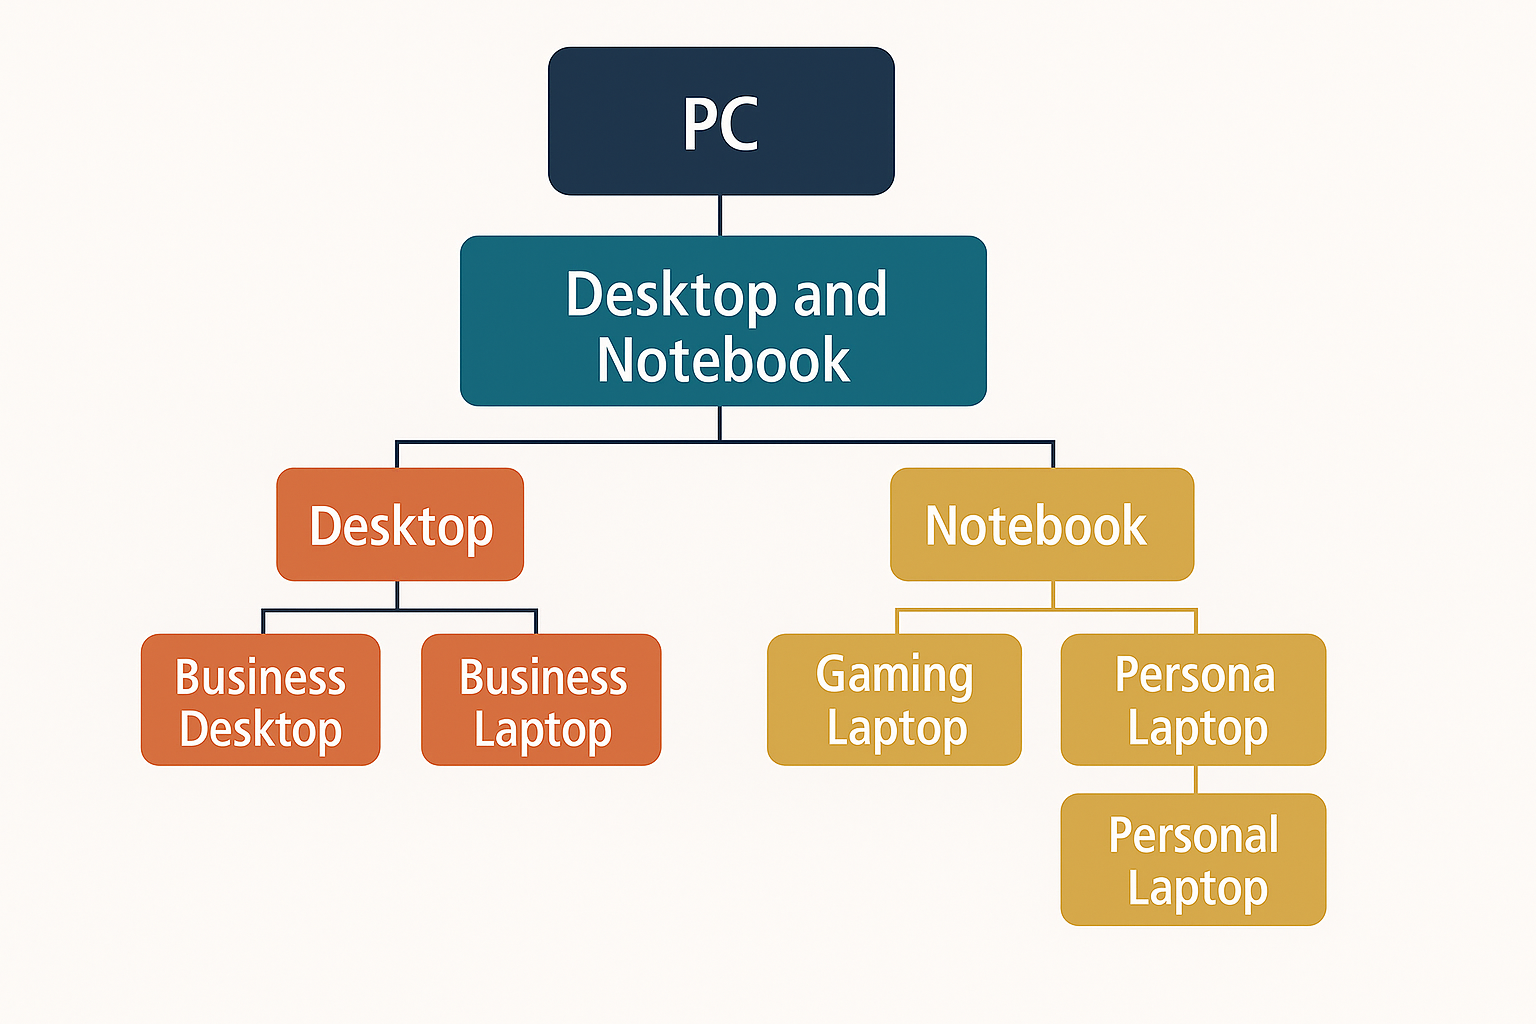 PC
Desktop and
Notebook
Desktop
Notebook
Business
Desktop
Business
Laptop
Gaming
Laptop
Persona
Laptop
Personal
Laptop